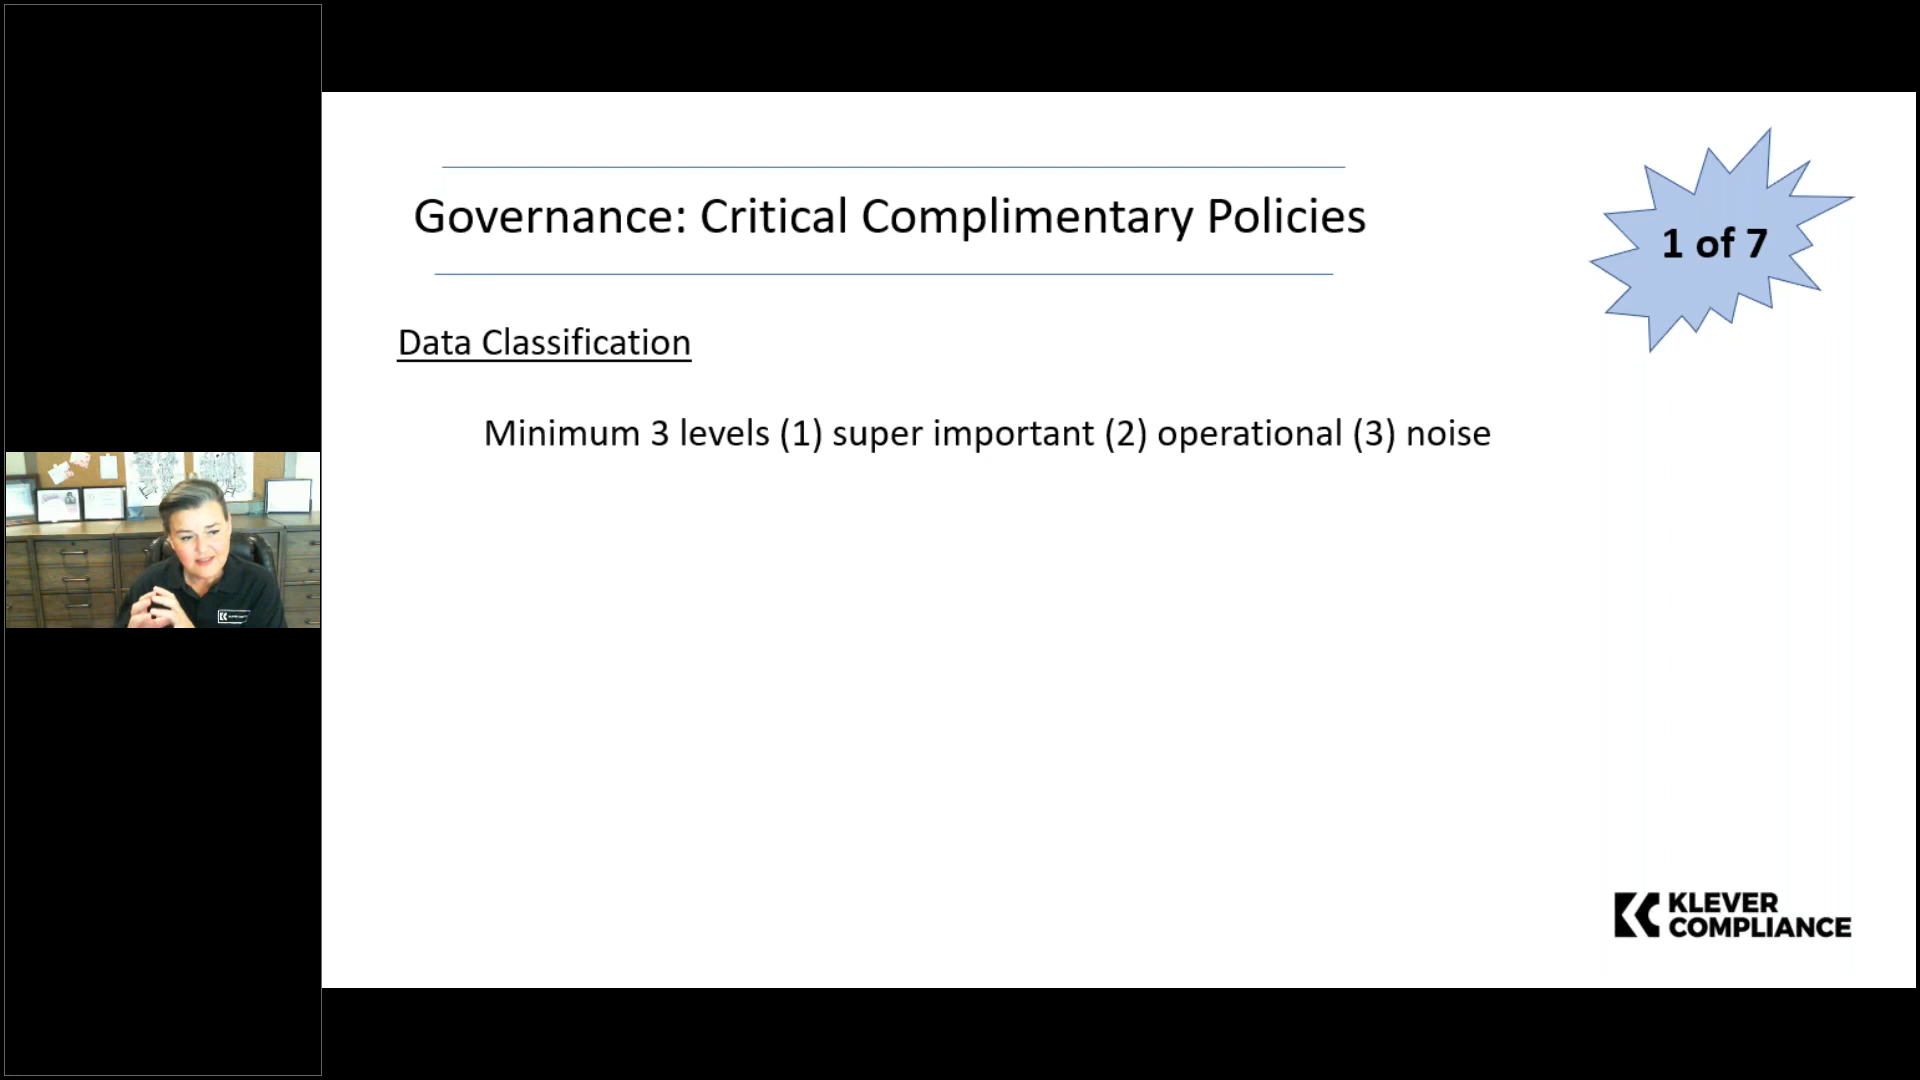 Governance: Critical Complimentary Policies
1 of 7
Data Classification
Minimum 3 levels (1) super important (2) operational (3) noise
KLEVER
COMPLIANCE